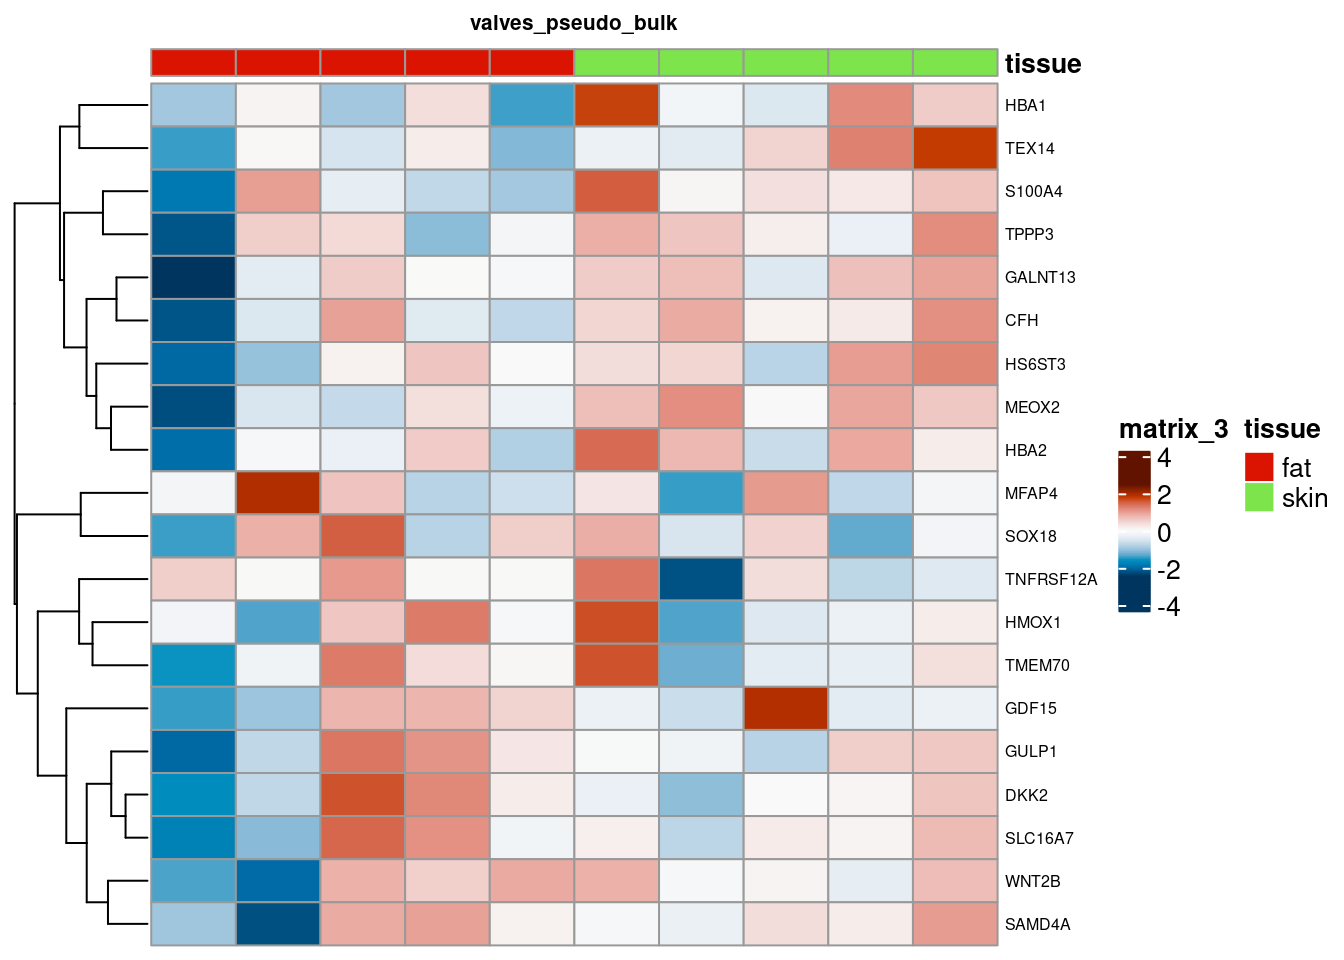 valves_pseudo_bulk
tissue
HBA1
TEX14
S100A4
TPPP3
GALNT13
CFH
HS6ST3
MEOX2
HBA2
MFAP4
SOX18
TNFRSF12A
HMOX1
TMEM70
GDF15
GULP1
DKK2
SLC16A7
WNT2B
SAMD4A
matrix_3
4
2
0
-2
-4
tissue
fat
skin